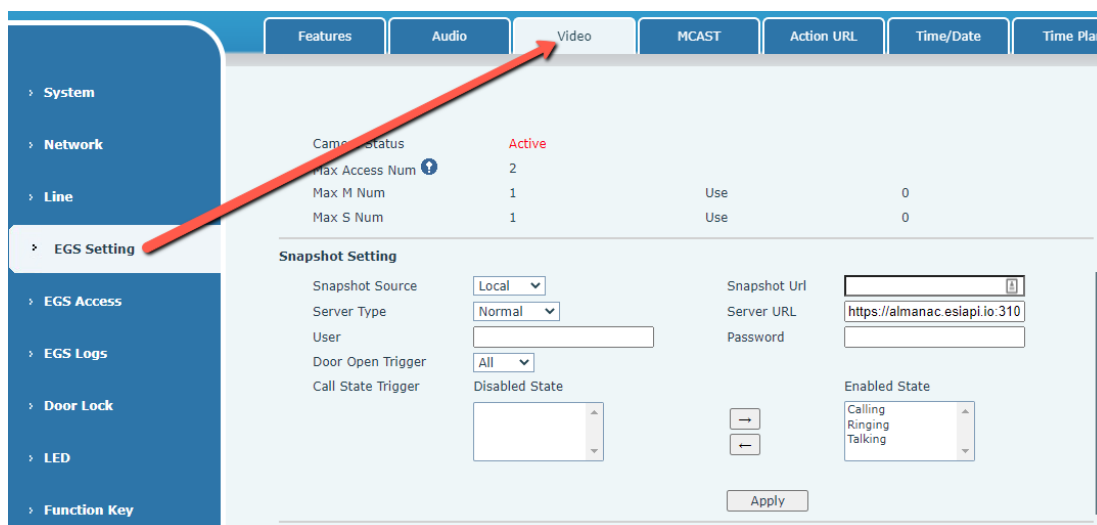 Features Audio Video MCAST Action URL Time/Date Time Pla
System
Network
Line
EGS Setting
EGS Access
EGS Logs
Door Lock
LED
Function Key
Status Active
Max Access Num 2
Max M Num 1 Use 0
Max S Num 1 Use 0
Snapshot Setting
Snapshot Source Local Snapshot Url
Server Type Normal Server URL https://almanac.esiapi.io:310
User Password
Door Open Trigger All
Call State Trigger Disabled State Enabled State
Calling
→ Ringing
← Talking
Apply